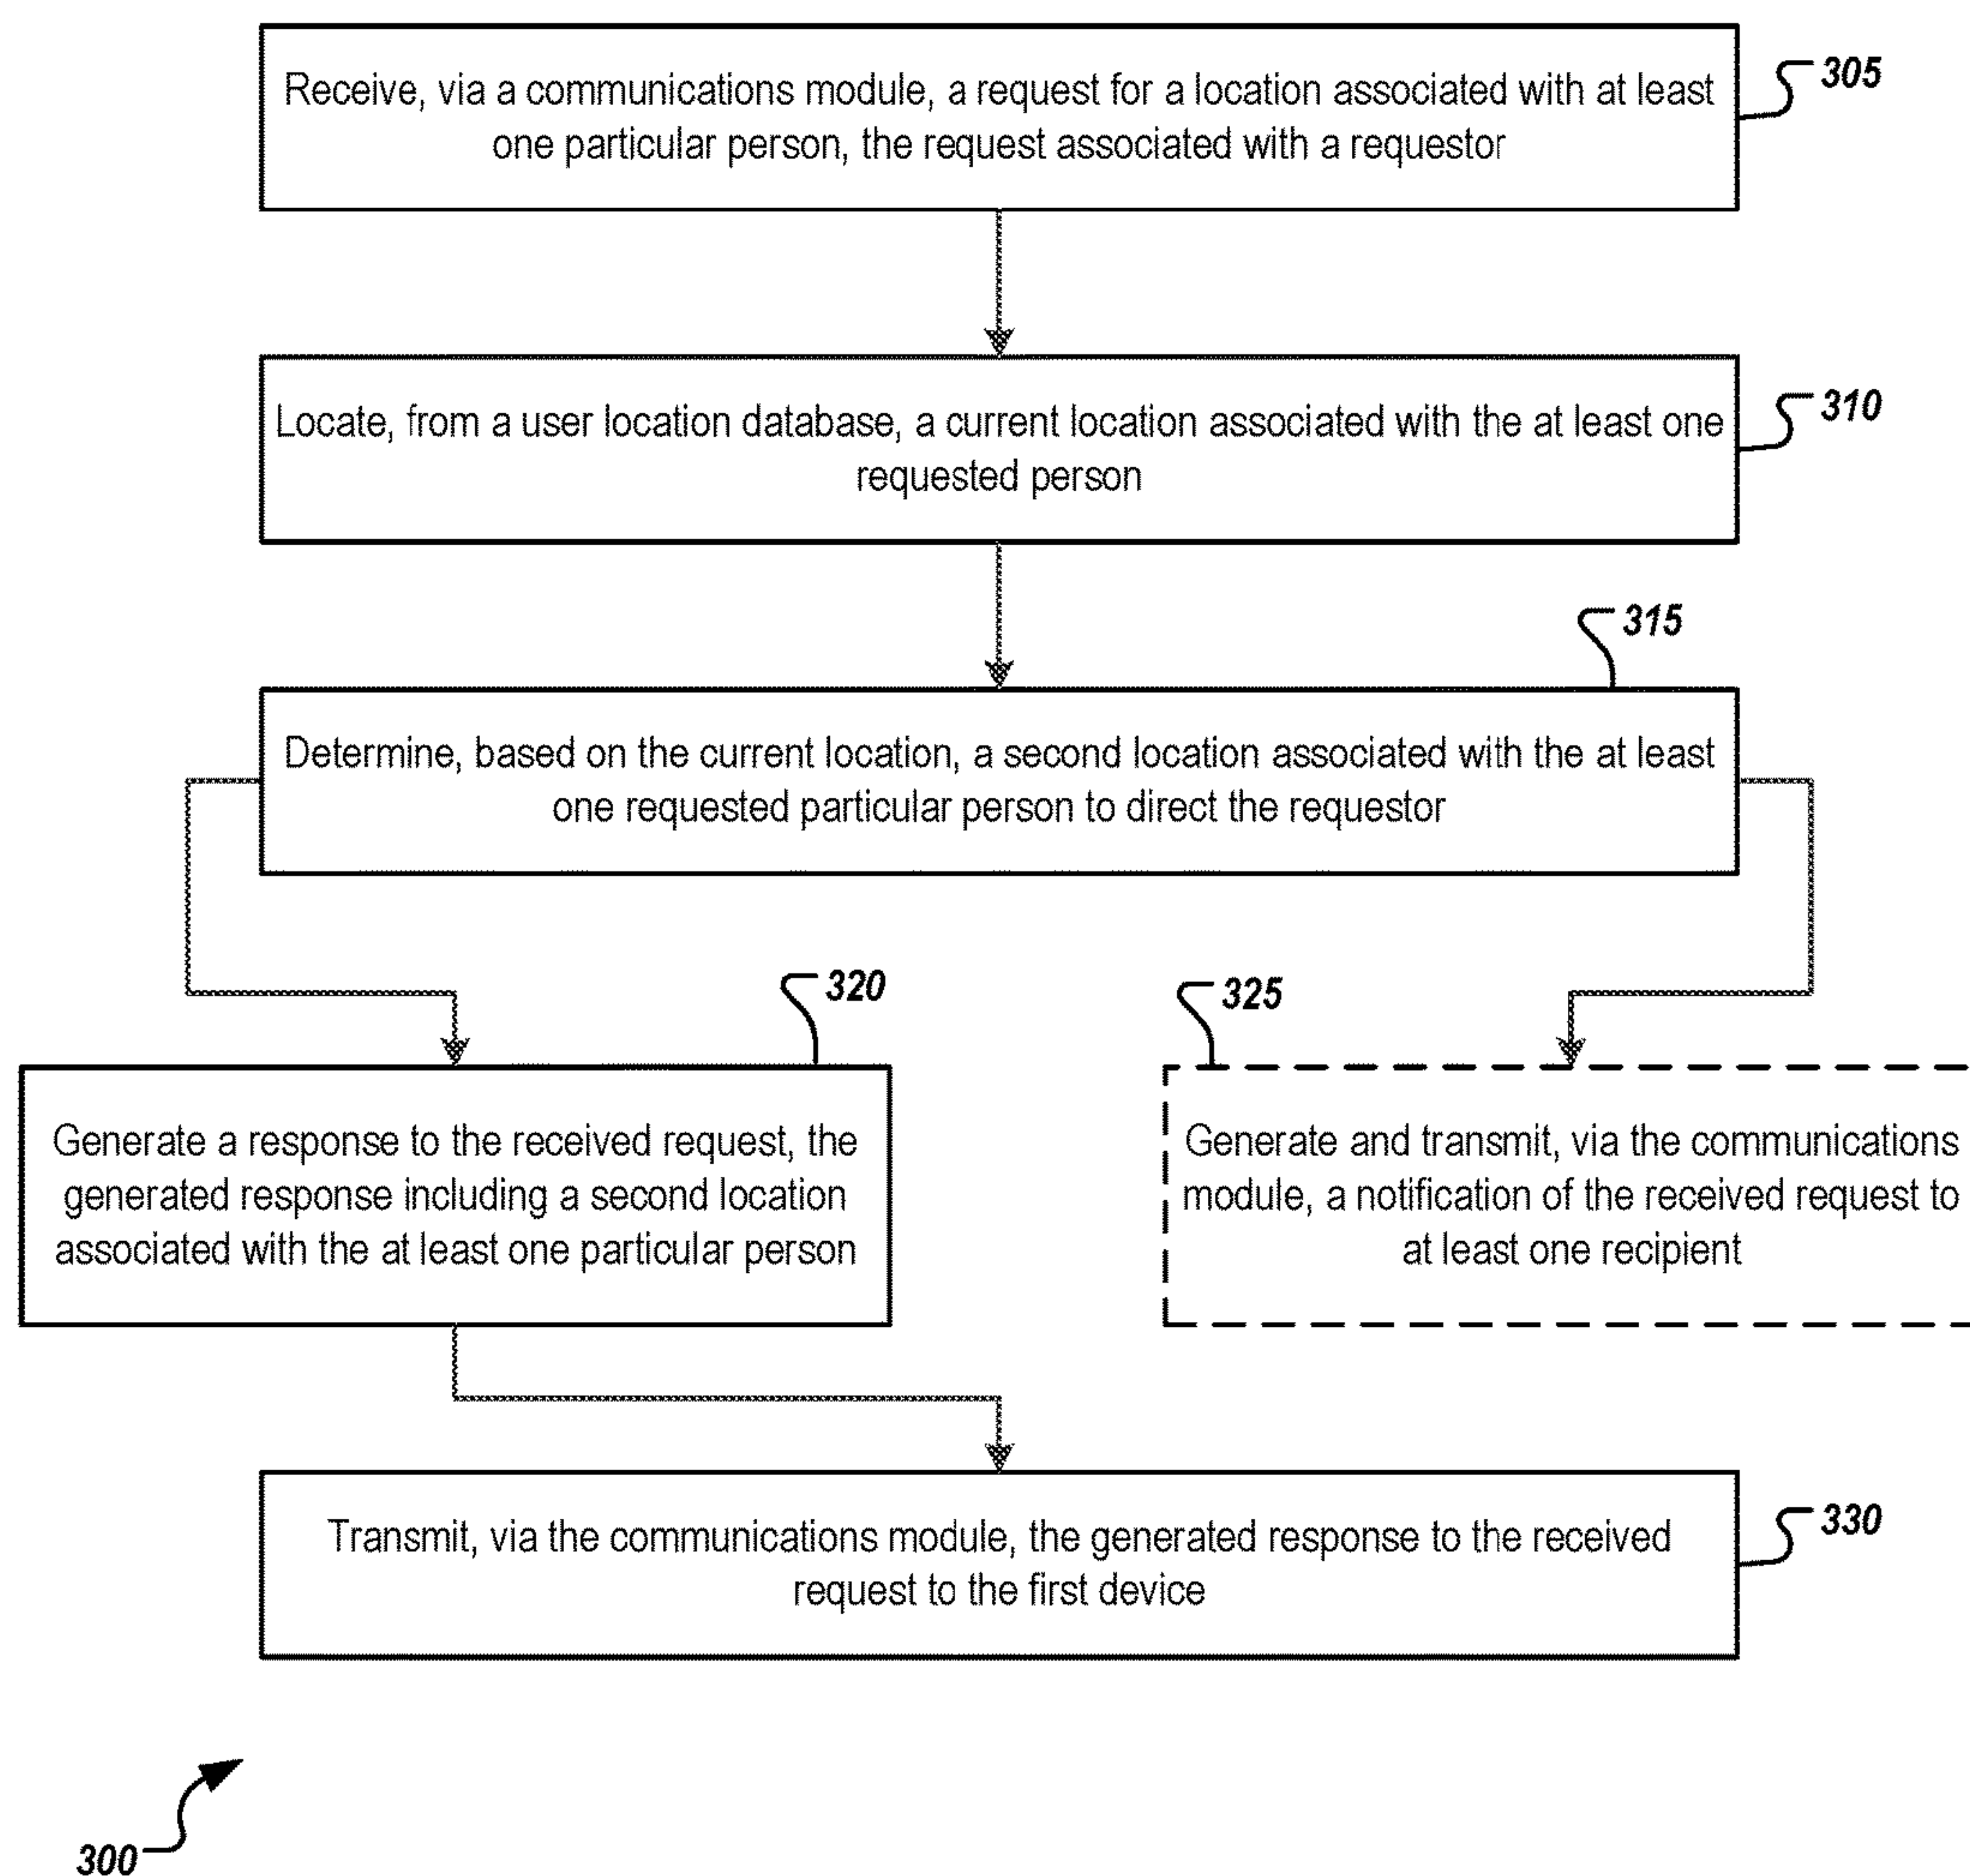 Receive, via a communications module, a request for a location associated with at least
one particular person, the request associated with a requestor
305
Locate, from a user location database, a current location associated with the at least one
requested person
310
315
Determine, based on the current location, a second location associated with the at least
one requested particular person to direct the requestor
320
Generate a response to the received request, the
generated response including a second location
associated with the at least one particular person
325
Generate and transmit, via the communications
module, a notification of the received request to
at least one recipient
Transmit, via the communications module, the generated response to the received
request to the first device
330
300